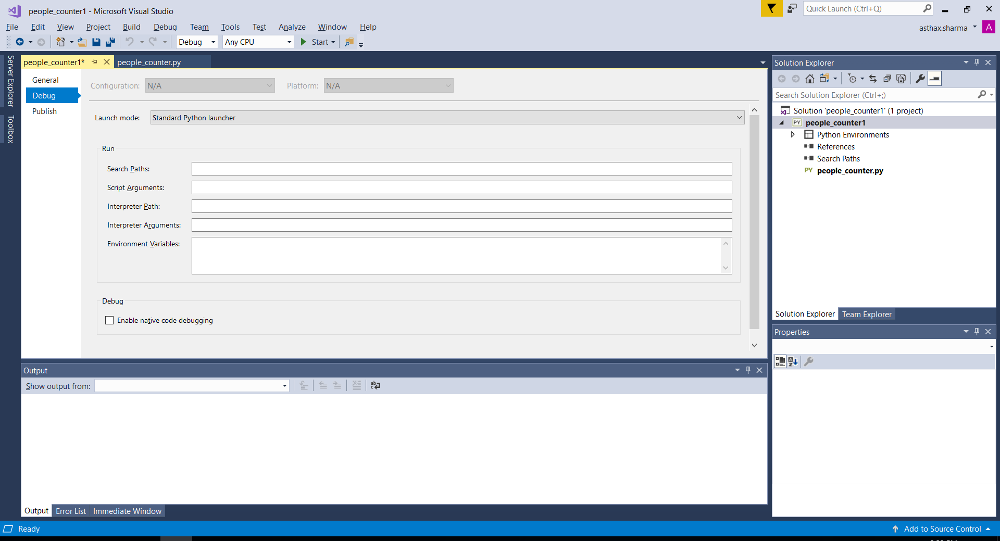 people_counter1 - Microsoft Visual Studio
Quick Launch (Ctrl+Q)
File Edit View Project Build Debug Team Tools Test Analyze Window Help
asthax.sharma
A
Debug
Any CPU
Start
Server Explorer
Toolbox
people_counter1*
people_counter.py
General
Debug
Publish
Configuration: N/A
Platform: N/A
Launch mode: Standard Python launcher
Run
Search Paths:
Script Arguments:
Interpreter Path:
Interpreter Arguments:
Environment Variables:
Debug
Enable native code debugging
Solution Explorer
Search Solution Explorer (Ctrl+;)
Solution 'people_counter1' (1 project)
PY people_counter1
Python Environments
References
Search Paths
PY people_counter.py
Solution Explorer Team Explorer
Properties
Output
Show output from:
Output Error List Immediate Window
Ready
Add to Source Control